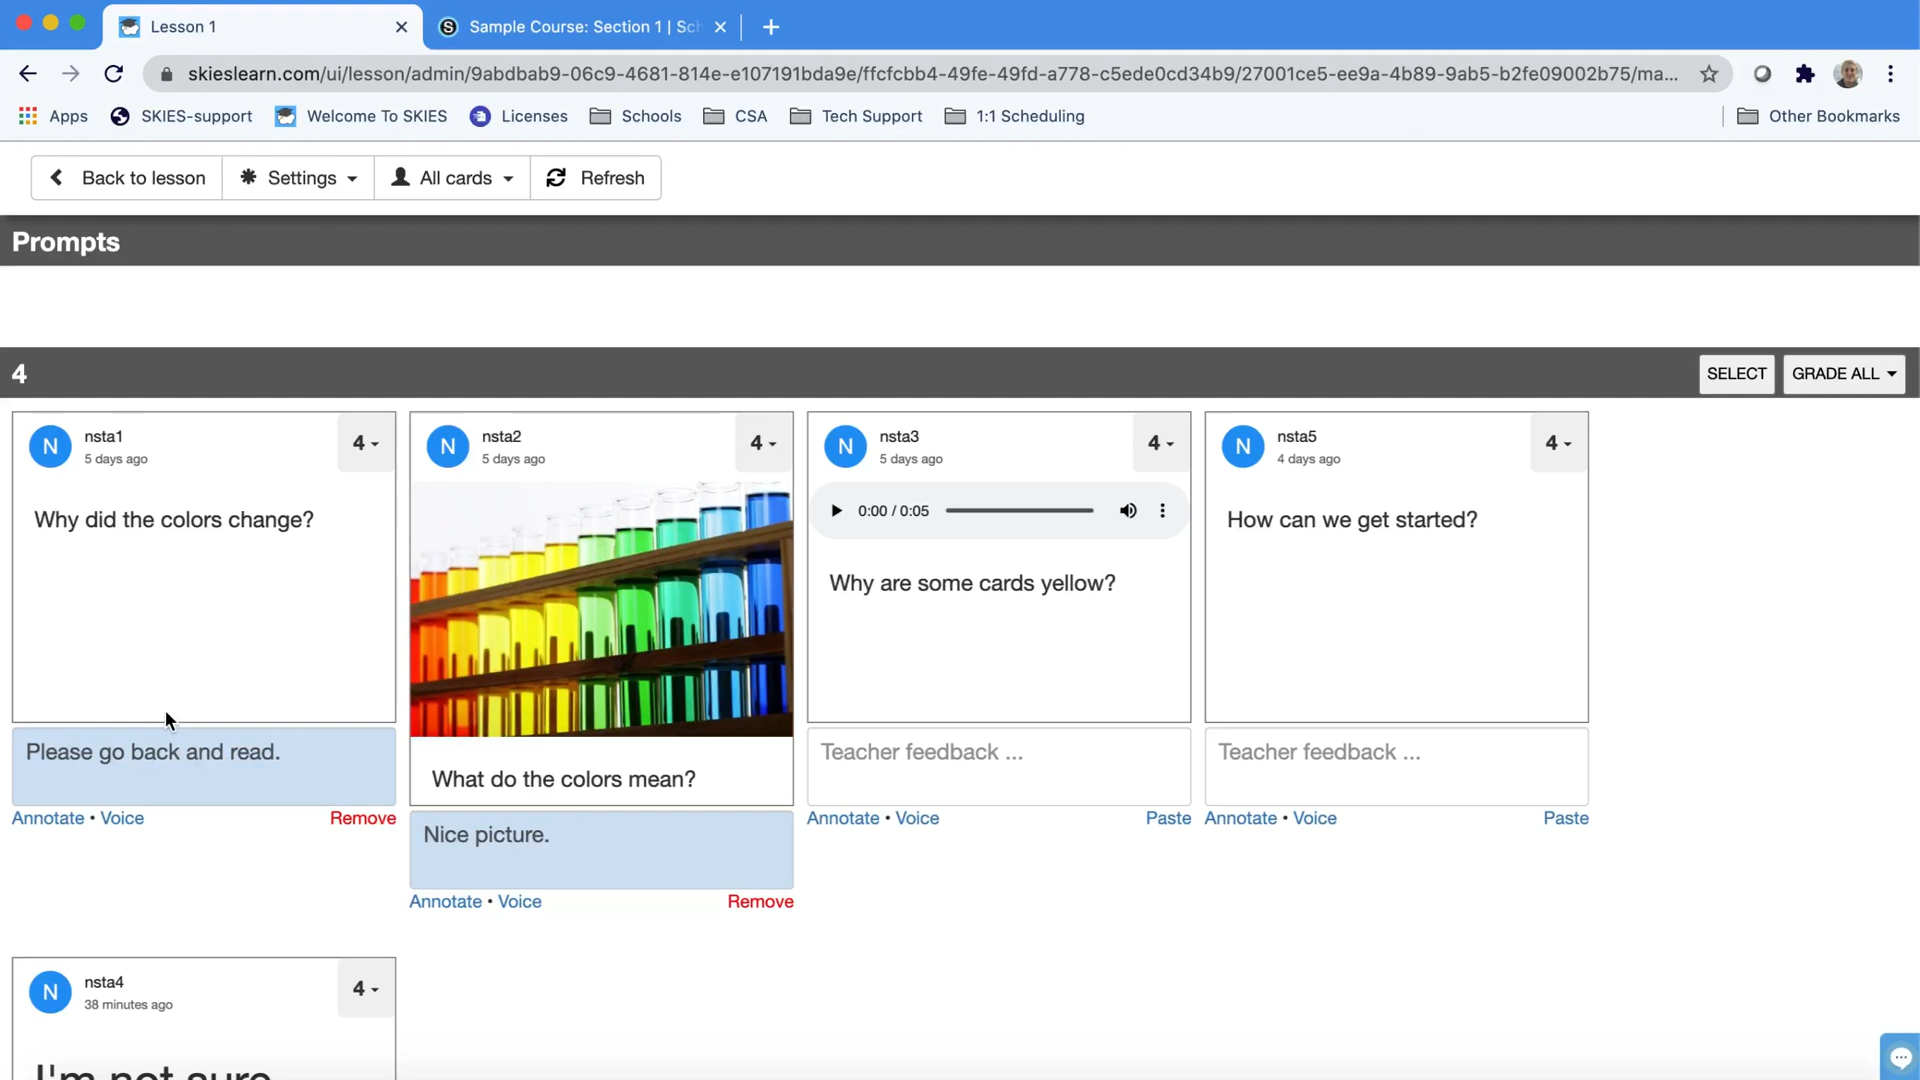 Lesson 1
Sample Course: Section 1 | Sch
skieslearn.com/ui/lesson/admin/9abdbab9-06c9-4681-814e-e107191bda9e/ffcfcbb4-49fe-49fd-a778-c5ede0cd34b9/27001ce5-ee9a-4b89-9ab5-b2fe09002b75/ma...
Apps SKIES-support Welcome To SKIES Licenses Schools CSA Tech Support 1:1 Scheduling Other Bookmarks
Back to lesson Settings All cards Refresh
Prompts
4 SELECT GRADE ALL
N nsta1 4
5 days ago
Why did the colors change?
Please go back and read.
Annotate • Voice Remove
N nsta2 4
5 days ago
What do the colors mean?
Nice picture.
Annotate • Voice Remove
N nsta3 4
5 days ago
0:00 / 0:05
Why are some cards yellow?
Teacher feedback ...
Annotate • Voice Paste
N nsta5 4
4 days ago
How can we get started?
Teacher feedback ...
Annotate • Voice Paste
N nsta4 4
38 minutes ago
I'm not sure